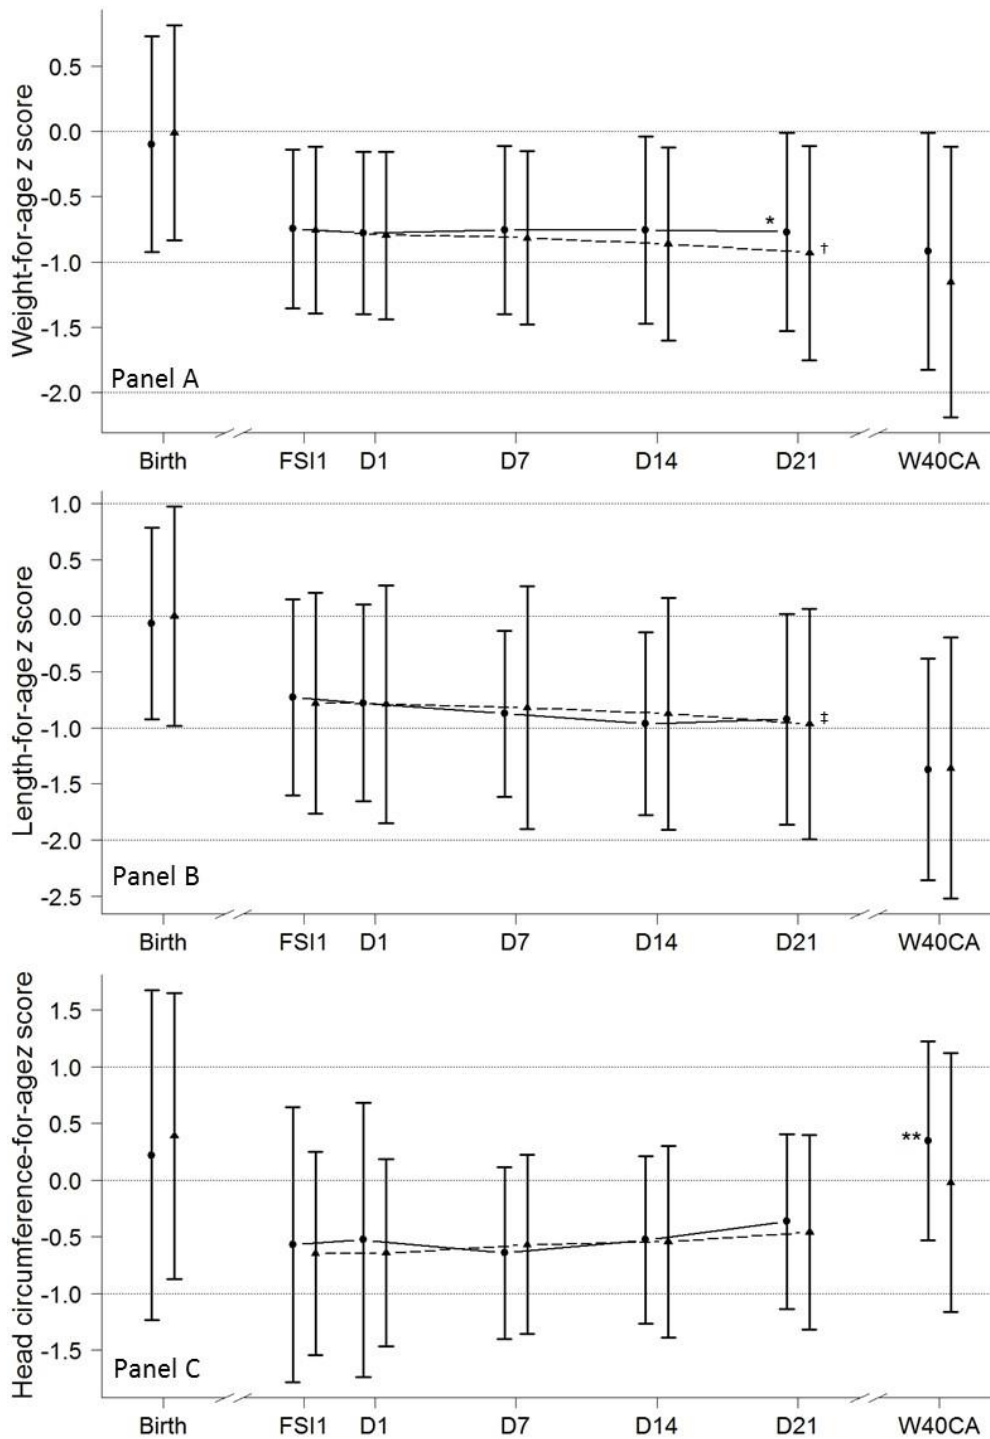 Weight-for-age z score
0.5
0.0
-0.5
-1.0
-1.5
-2.0
*
†
Panel A
Birth FSI1 D1 D7 D14 D21 W40CA
Length-for-age z score
1.0
0.5
0.0
-0.5
-1.0
-1.5
-2.0
-2.5
‡
Panel B
Birth FSI1 D1 D7 D14 D21 W40CA
Head circumference-for-agez score
1.5
1.0
0.5
0.0
-0.5
-1.0
-1.5
**
Panel C
Birth FSI1 D1 D7 D14 D21 W40CA